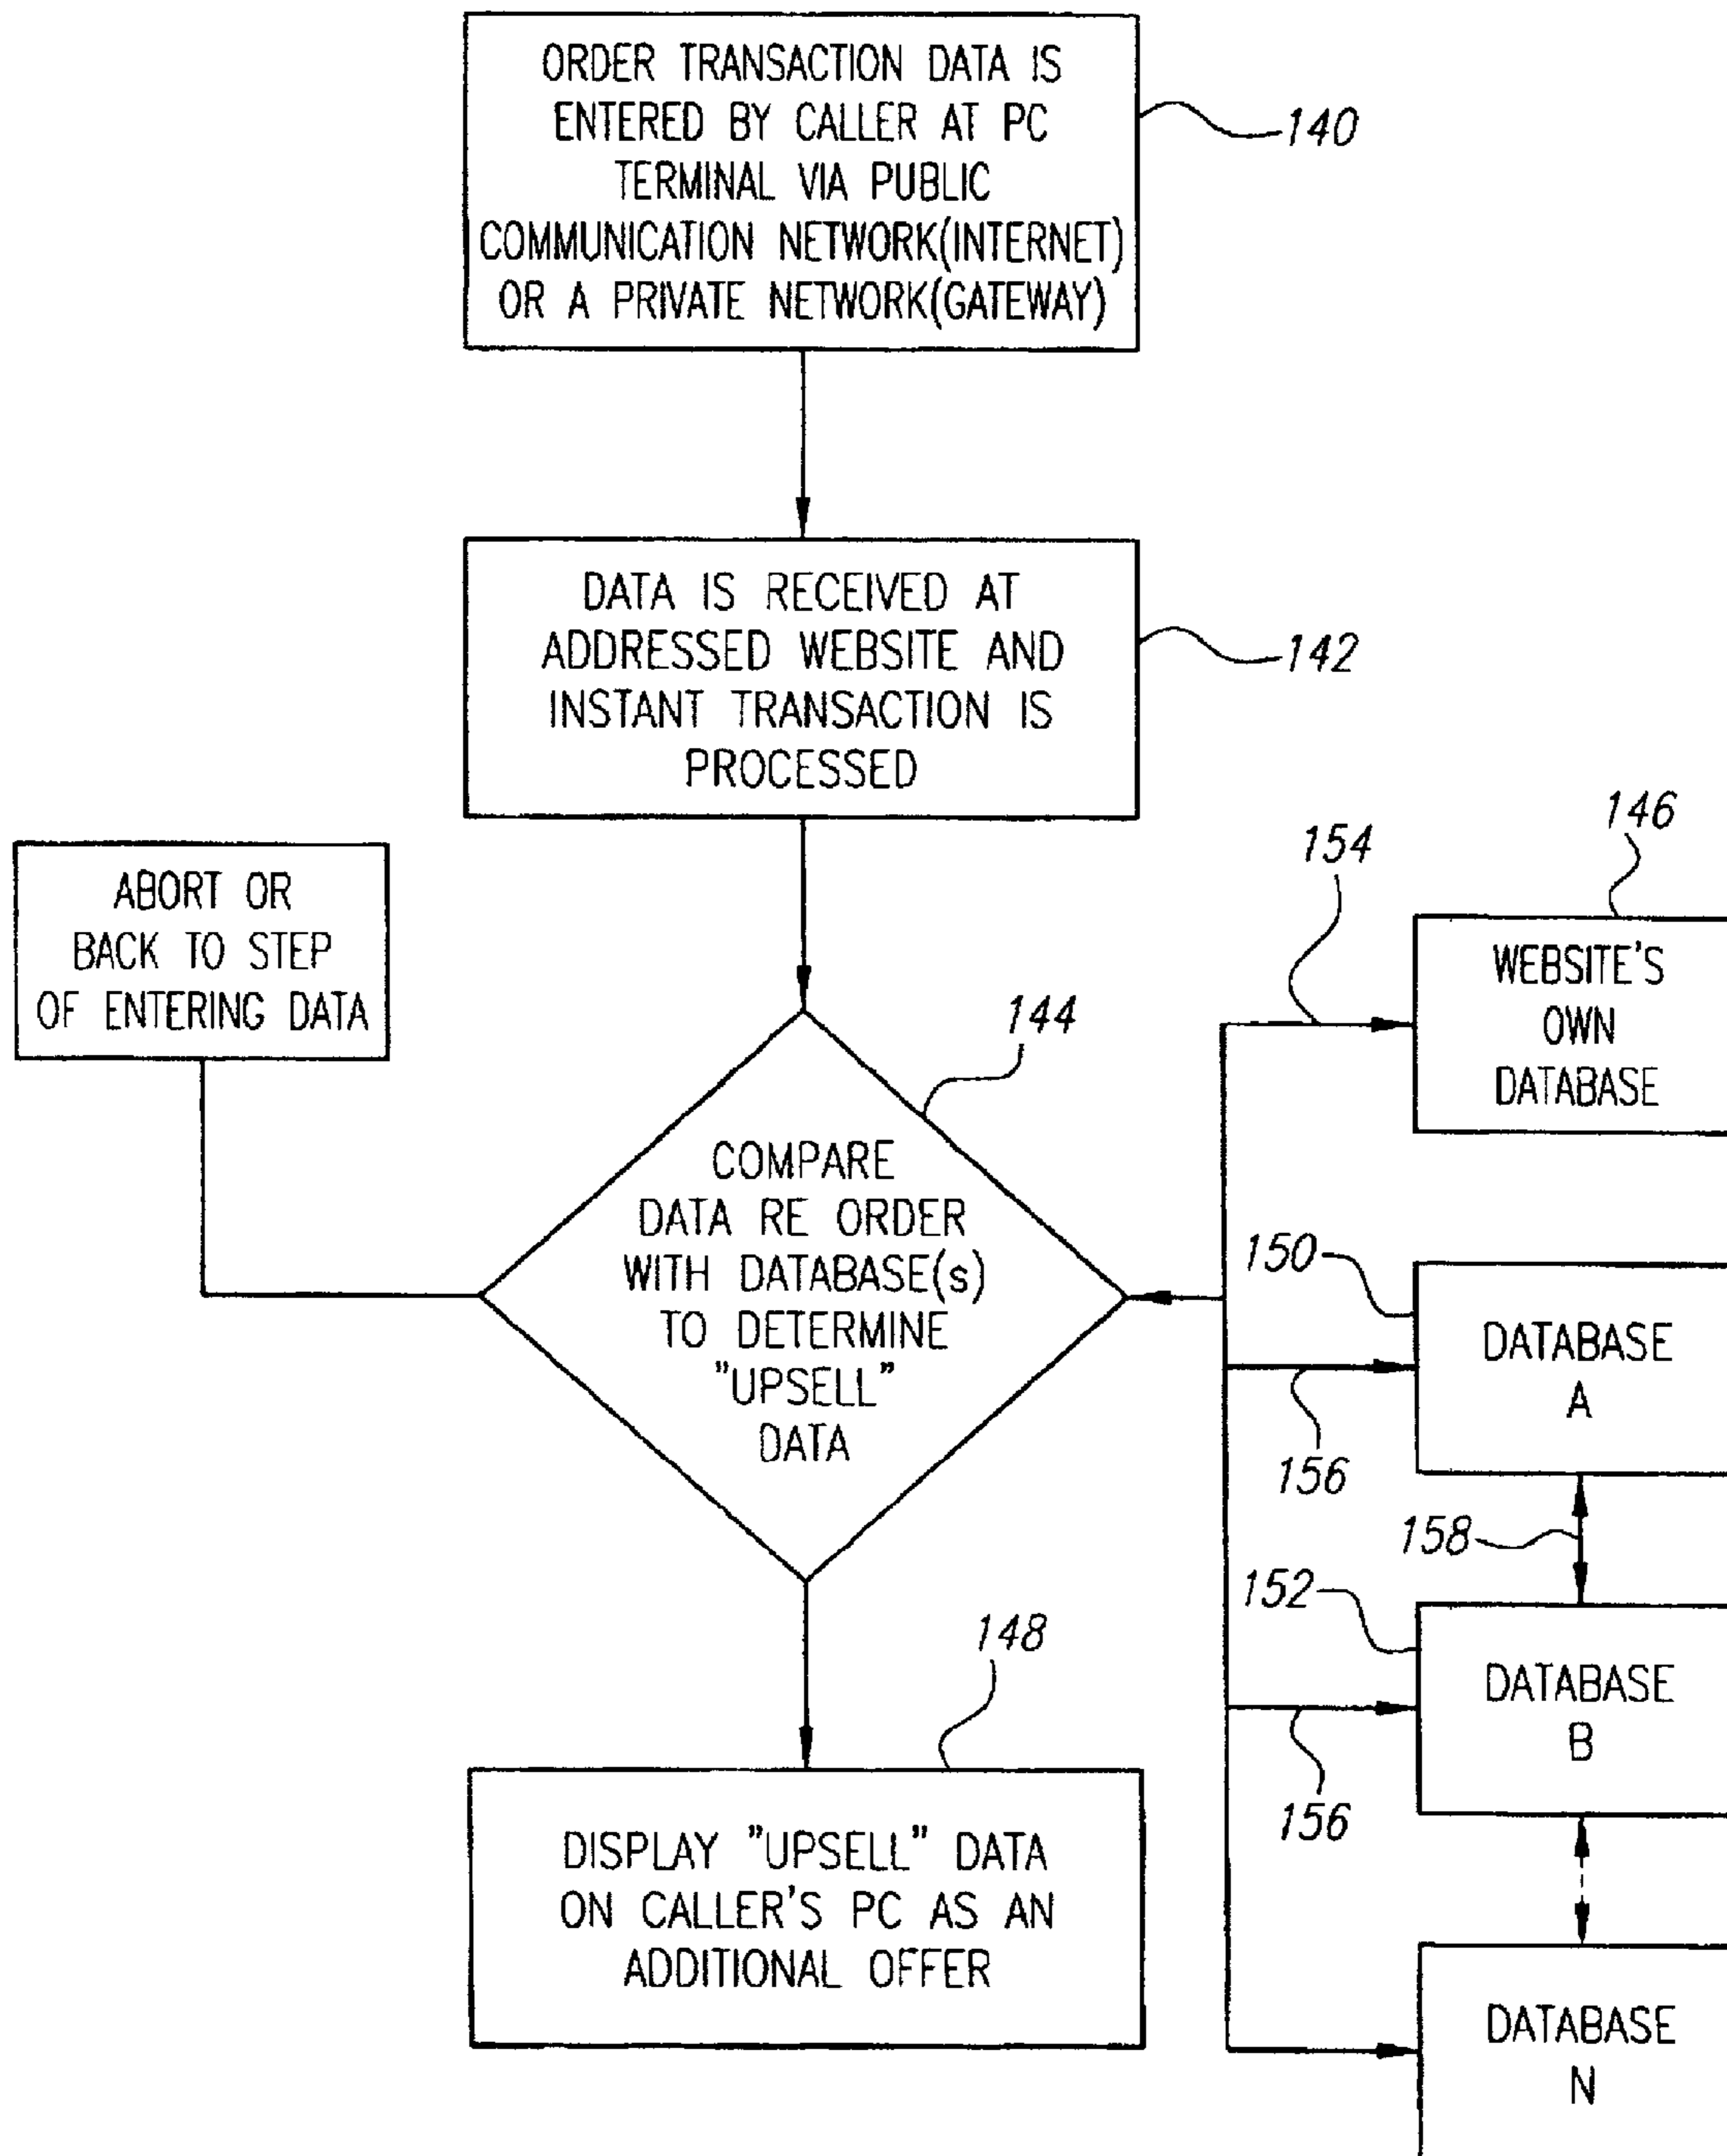 ORDER TRANSACTION DATA IS
ENTERED BY CALLER AT PC
TERMINAL VIA PUBLIC
COMMUNICATION NETWORK(INTERNET)
OR A PRIVATE NETWORK(GATEWAY)
140
DATA IS RECEIVED AT
ADDRESSED WEBSITE AND
INSTANT TRANSACTION IS
PROCESSED
142
ABORT OR
BACK TO STEP
OF ENTERING DATA
144
COMPARE
DATA RE ORDER
WITH DATABASE(s)
TO DETERMINE
"UPSELL"
DATA
154
146
WEBSITE'S
OWN
DATABASE
150
DATABASE
A
156
158
152
DATABASE
B
156
148
DISPLAY "UPSELL" DATA
ON CALLER'S PC AS AN
ADDITIONAL OFFER
DATABASE
N